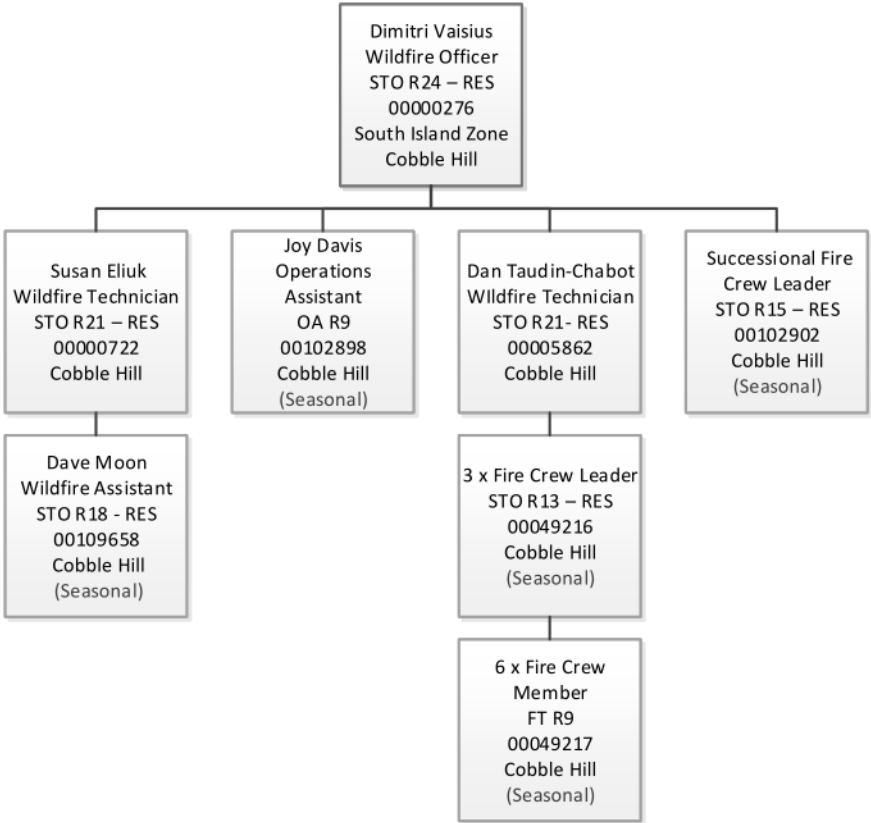 Dimitri Vaisius
Wildfire Officer
STO R24 – RES
00000276
South Island Zone
Cobble Hill
Susan Eliuk
Wildfire Technician
STO R21 – RES
00000722
Cobble Hill
Joy Davis
Operations
Assistant
OA R9
00102898
Cobble Hill
(Seasonal)
Dan Taudin-Chabot
WIldfire Technician
STO R21- RES
00005862
Cobble Hill
Successional Fire
Crew Leader
STO R15 – RES
00102902
Cobble Hill
(Seasonal)
Dave Moon
Wildfire Assistant
STO R18 - RES
00109658
Cobble Hill
(Seasonal)
3 x Fire Crew Leader
STO R13 – RES
00049216
Cobble Hill
(Seasonal)
6 x Fire Crew
Member
FT R9
00049217
Cobble Hill
(Seasonal)